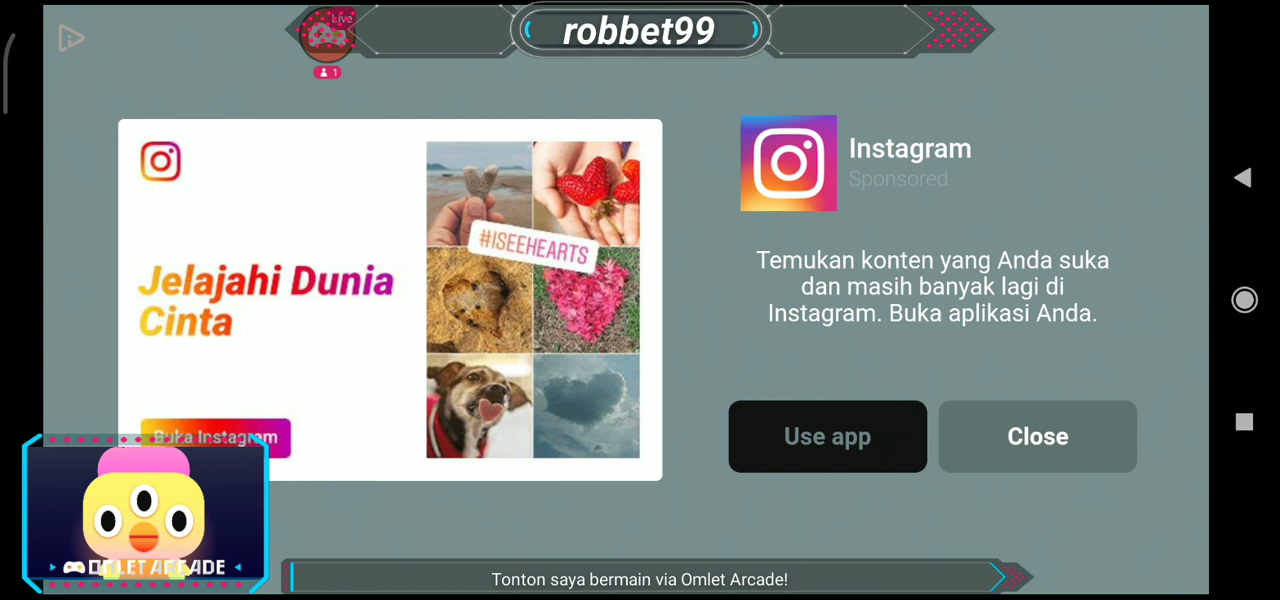 Live
robbet99
1
Instagram
Sponsored
#ISEEHEARTS
Jelajahi Dunia
Cinta
Temukan konten yang Anda suka
dan masih banyak lagi di
Instagram. Buka aplikasi Anda.
Buka Instagram
Use app
Close
OMLET ARCADE
Tonton saya bermain via Omlet Arcade!